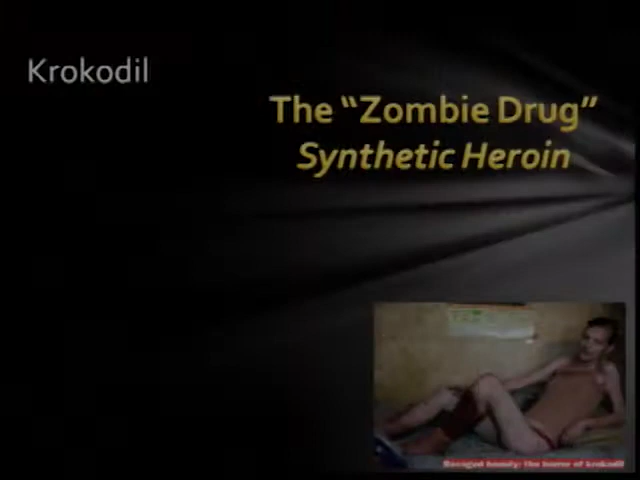 Krokodil
The “Zombie Drug”
Synthetic Heroin
Ravaged beauty: The horror of krokodil